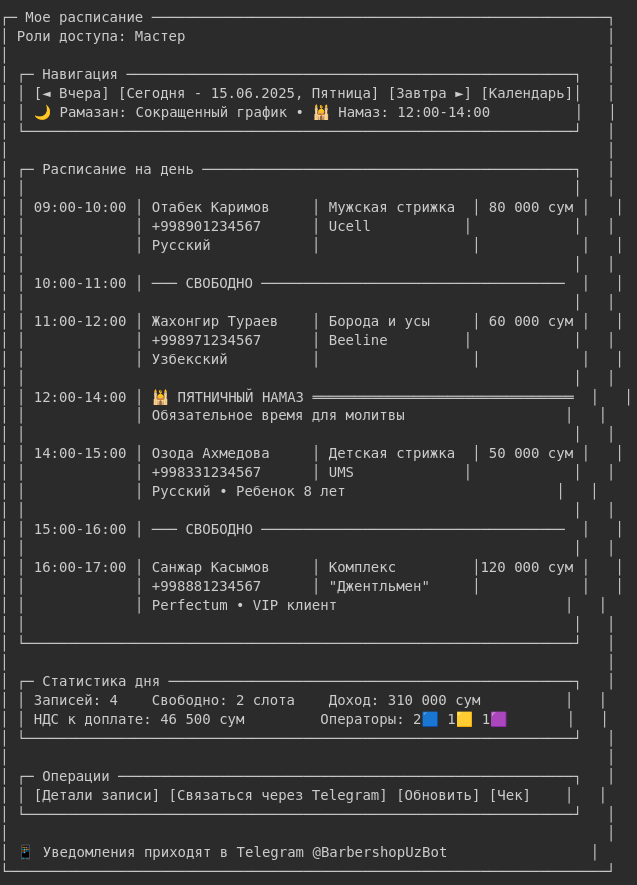 Мое расписание
Роли доступа: Мастер
Навигация
[◄ Вчера] [Сегодня - 15.06.2025, Пятница] [Завтра ►] [Календарь]
🌙 Рамазан: Сокращенный график • 🕌 Намаз: 12:00-14:00
Расписание на день
09:00-10:00 │ Отабек Каримов │ Мужская стрижка │ 80 000 сум
│ +998901234567 │ Ucell
│ Русский
10:00-11:00 │ ─── СВОБОДНО
11:00-12:00 │ Жахонгир Тураев │ Борода и усы │ 60 000 сум
│ +998971234567 │ Beeline
│ Узбекский
12:00-14:00 │ 🕌 ПЯТНИЧНЫЙ НАМАЗ
│ Обязательное время для молитвы
14:00-15:00 │ Озода Ахмедова │ Детская стрижка │ 50 000 сум
│ +998331234567 │ UMS
│ Русский • Ребенок 8 лет
15:00-16:00 │ ─── СВОБОДНО
16:00-17:00 │ Санжар Касымов │ Комплекс │120 000 сум
│ +998881234567 │ "Джентльмен"
│ Perfectum • VIP клиент
Статистика дня
Записей: 4 Свободно: 2 слота Доход: 310 000 сум
НДС к доплате: 46 500 сум Операторы: 2🟦 1🟨 1🟪
Операции
[Детали записи] [Связаться через Telegram] [Обновить] [Чек]
📱 Уведомления приходят в Telegram @BarbershopUzBot